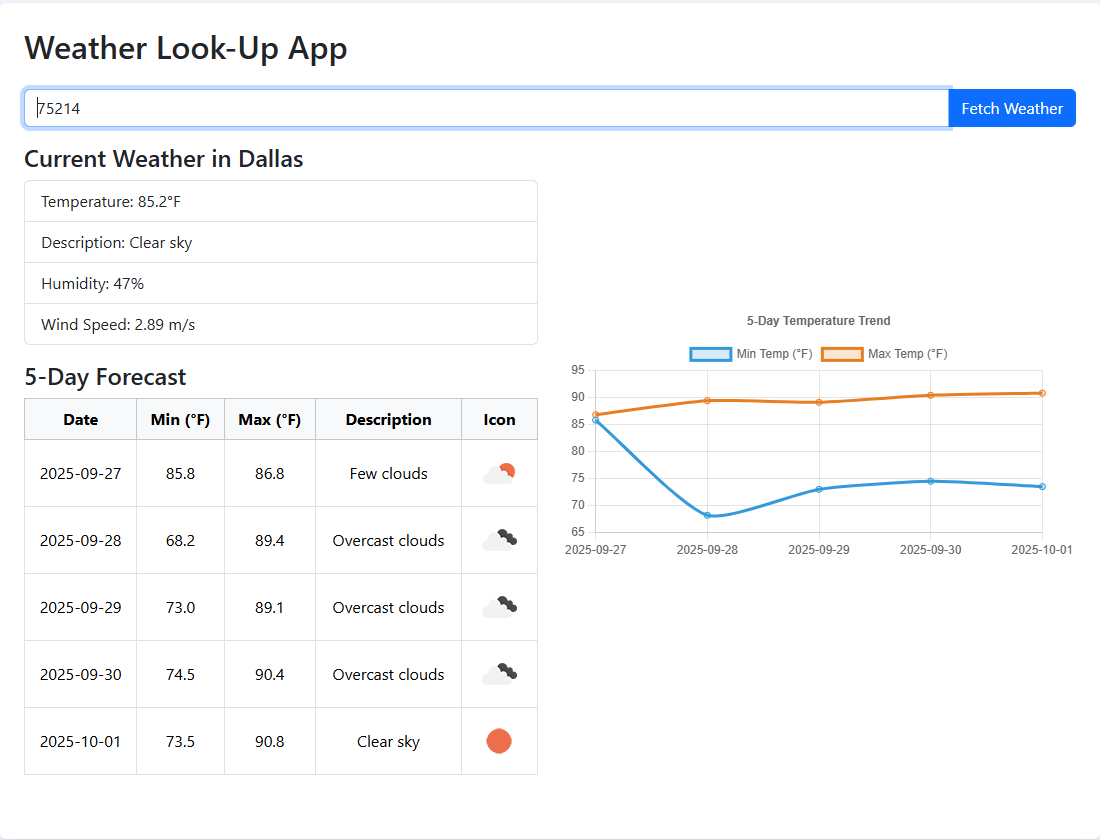 Weather Look-Up App
75214
Fetch Weather
Current Weather in Dallas
Temperature: 85.2°F
Description: Clear sky
Humidity: 47%
Wind Speed: 2.89 m/s
5-Day Forecast
Date Min (°F) Max (°F) Description Icon
2025-09-27 85.8 86.8 Few clouds
2025-09-28 68.2 89.4 Overcast clouds
2025-09-29 73.0 89.1 Overcast clouds
2025-09-30 74.5 90.4 Overcast clouds
2025-10-01 73.5 90.8 Clear sky
5-Day Temperature Trend
Min Temp (°F) Max Temp (°F)
95
90
85
80
75
70
65
2025-09-27 2025-09-28 2025-09-29 2025-09-30 2025-10-01